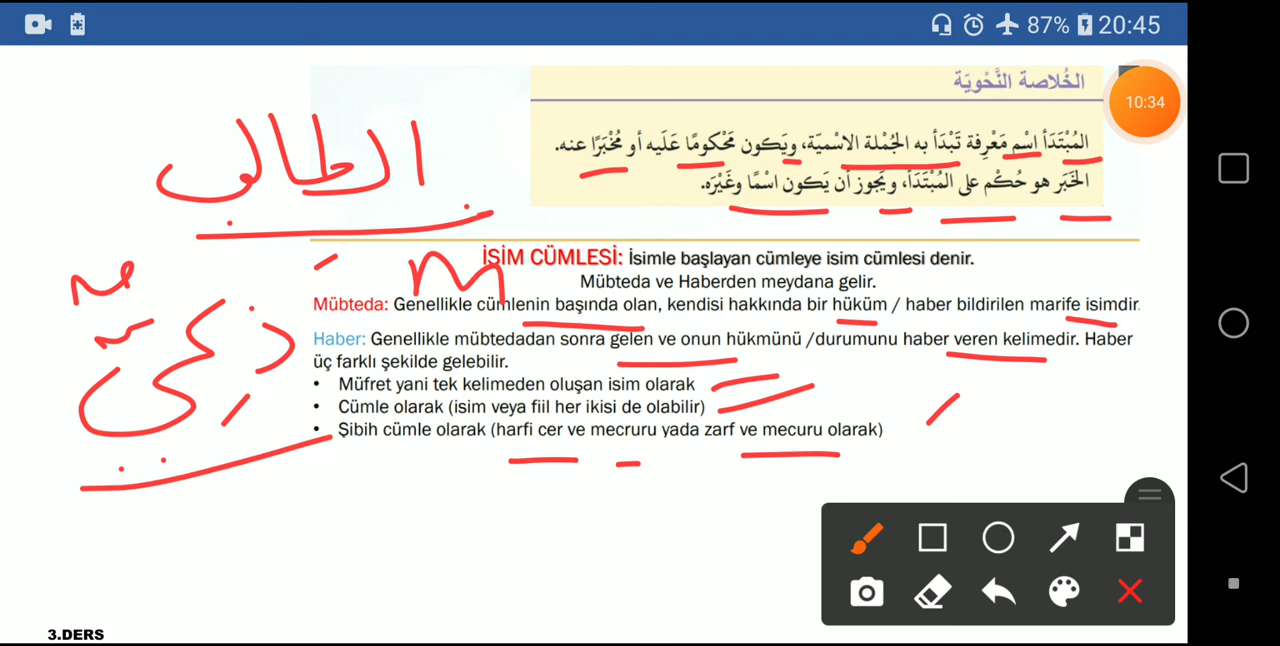 87% 20:45
10:34
الخُلاصة النَّحْوِيّة
المُبْتَدَأ اسْم مَعْرِفة تَبْدَأ به الجُمْلة الاسْمِيّة، ويَكون مَحْكومًا عَلَيه أو مُخْبَرًا عنه.
الخَبَر هو حُكْم على المُبْتَدَأ، ويَجوز أن يَكون اسْمًا وغَيْرَه.
الطالب
ذكيّ
İSİM CÜMLESİ: İsimle başlayan cümleye isim cümlesi denir.
Mübteda ve Haberden meydana gelir.
Mübteda: Genellikle cümlenin başında olan, kendisi hakkında bir hüküm / haber bildirilen marife isimdir.
Haber: Genellikle mübtedadan sonra gelen ve onun hükmünü /durumunu haber veren kelimedir. Haber
üç farklı şekilde gelebilir.
• Müfret yani tek kelimeden oluşan isim olarak
• Cümle olarak (isim veya fiil her ikisi de olabilir)
• Şibih cümle olarak (harfi cer ve mecruru yada zarf ve mecuru olarak)
3.DERS